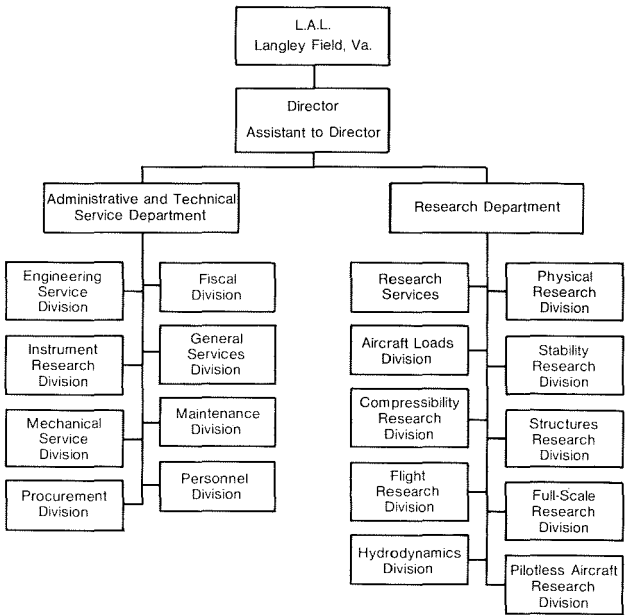 L.A.L.
Langley Field, Va.
Director
Assistant to Director
Administrative and Technical
Service Department
Engineering
Service
Division
Fiscal
Division
Instrument
Research
Division
General
Services
Division
Mechanical
Service
Division
Maintenance
Division
Procurement
Division
Personnel
Division
Research Department
Research
Services
Physical
Research
Division
Aircraft Loads
Division
Stability
Research
Division
Compressibility
Research
Division
Structures
Research
Division
Flight
Research
Division
Full-Scale
Research
Division
Hydrodynamics
Division
Pilotless Aircraft
Research
Division